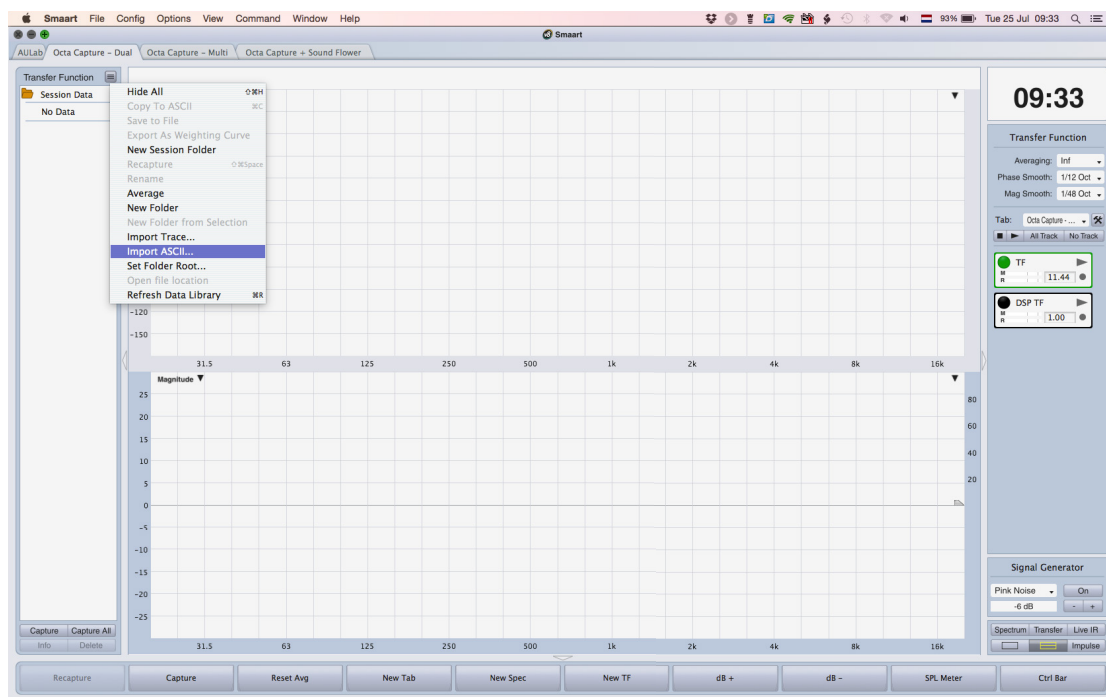 Smaart File Config Options View Command Window Help 93% Tue 25 Jul 09:33
Smaart
AULab Octa Capture - Dual Octa Capture - Multi Octa Capture + Sound Flower
Transfer Function
Session Data
No Data
Hide All ⇧⌘H
Copy To ASCII ⌘C
Save to File
Export As Weighting Curve
New Session Folder
Recapture ⇧⌘Space
Rename
Average
New Folder
New Folder from Selection
Import Trace...
Import ASCII...
Set Folder Root...
Open file location
Refresh Data Library ⌘R
-120
-150
31.5 63 125 250 500 1k 2k 4k 8k 16k
Magnitude
25
20
15
10
5
0
-5
-10
-15
-20
-25
80
60
40
20
31.5 63 125 250 500 1k 2k 4k 8k 16k
Capture Capture All
Info Delete
09:33
Transfer Function
Averaging: Inf
Phase Smooth: 1/12 Oct
Mag Smooth: 1/48 Oct
Tab: Octa Capture - ...
All Track No Track
TF
M
R 11.44
DSP TF
M
R 1.00
Signal Generator
Pink Noise On
-6 dB - +
Spectrum Transfer Live IR
Impulse
Recapture Capture Reset Avg New Tab New Spec New TF dB + dB - SPL Meter Ctrl Bar